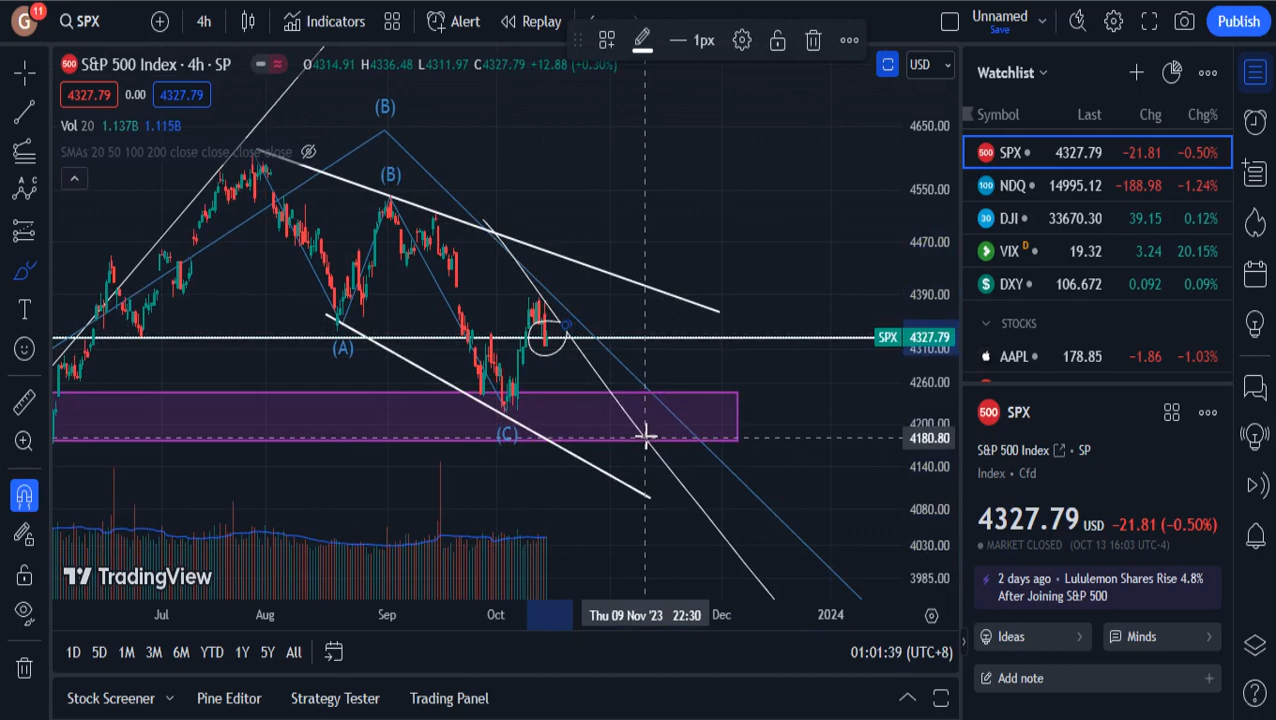 G
11
SPX
4h
Indicators
Alert
Replay
1px
Unnamed
Save
Publish
500
S&P 500 Index · 4h · SP
O4314.91 H4336.48 L4311.97 C4327.79 +12.88 (+0.30%)
USD
4327.79 0.00 4327.79
Vol 20 1.137B 1.115B
SMAs 20 50 100 200 close close close close
(B)
(B)
(A)
(C)
4650.00
4550.00
4470.00
4390.00
SPX 4327.79
4310.00
4260.00
4200.00
4180.80
4140.00
4080.00
4030.00
3985.00
TradingView
Jul Aug Sep Oct Thu 09 Nov '23 22:30 Dec 2024
1D 5D 1M 3M 6M YTD 1Y 5Y All
01:01:39 (UTC+8)
Stock Screener Pine Editor Strategy Tester Trading Panel
Watchlist
Symbol Last Chg Chg%
500 SPX 4327.79 −21.81 −0.50%
100 NDQ 14995.12 −188.98 −1.24%
30 DJI 33670.30 39.15 0.12%
VIX D 19.32 3.24 20.15%
$ DXY 106.672 0.092 0.09%
STOCKS
AAPL 178.85 −1.86 −1.03%
500 SPX
S&P 500 Index · SP
Index · Cfd
4327.79 USD −21.81 (−0.50%)
MARKET CLOSED (OCT 13 16:03 UTC-4)
2 days ago · Lululemon Shares Rise 4.8%
After Joining S&P 500
Ideas
Minds
Add note